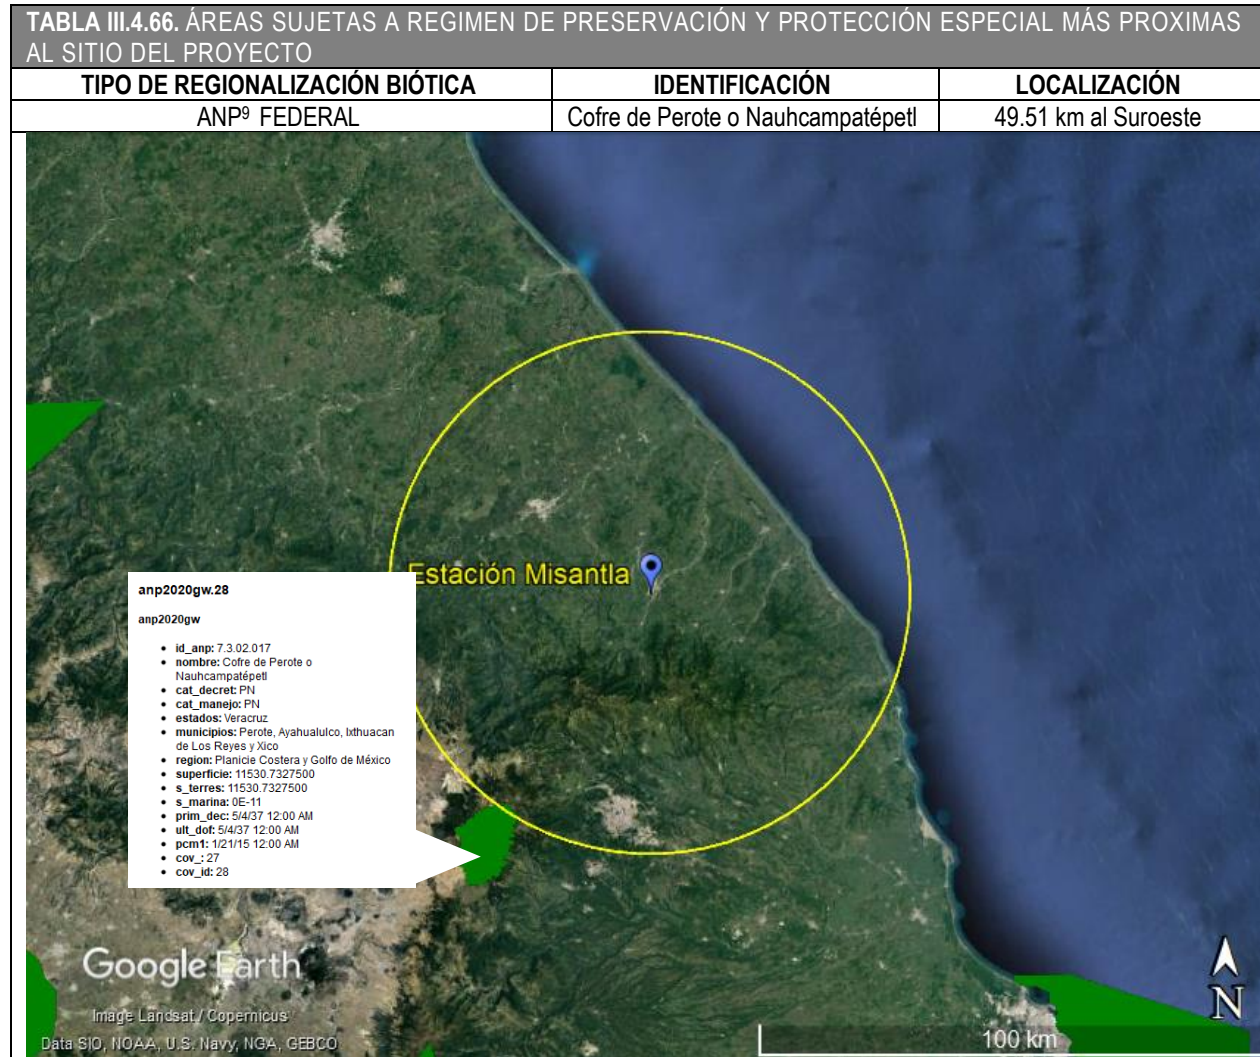 TABLA III.4.66. ÁREAS SUJETAS A REGIMEN DE PRESERVACIÓN Y PROTECCIÓN ESPECIAL MÁS PROXIMAS
AL SITIO DEL PROYECTO
TIPO DE REGIONALIZACIÓN BIÓTICA IDENTIFICACIÓN LOCALIZACIÓN
ANP⁹ FEDERAL Cofre de Perote o Nauhcampatépetl 49.51 km al Suroeste
Estación Misantla
anp2020gw.28
anp2020gw
• id_anp: 7.3.02.017
• nombre: Cofre de Perote o
Nauhcampatépetl
• cat_decret: PN
• cat_manejo: PN
• estados: Veracruz
• municipios: Perote, Ayahualulco, Ixthuacan
de Los Reyes y Xico
• region: Planicie Costera y Golfo de México
• superficie: 11530.7327500
• s_terres: 11530.7327500
• s_marina: 0E-11
• prim_dec: 5/4/37 12:00 AM
• ult_dof: 5/4/37 12:00 AM
• pcm1: 1/21/15 12:00 AM
• cov_: 27
• cov_id: 28
Google Earth
Image Landsat / Copernicus
Data SIO, NOAA, U.S. Navy, NGA, GEBCO
N
100 km